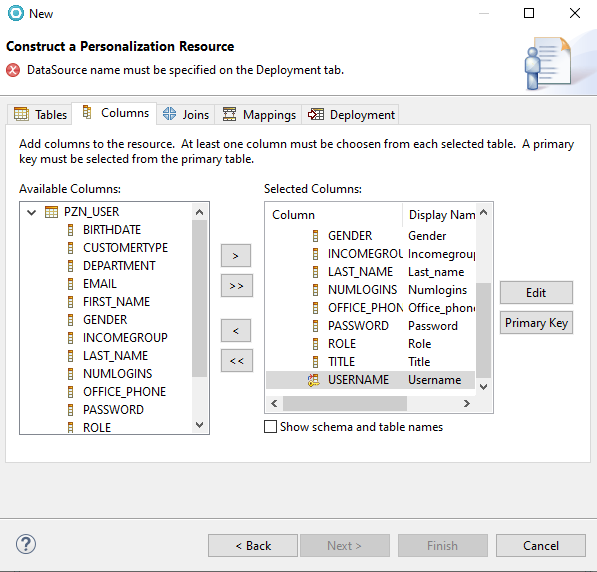 New
Construct a Personalization Resource
DataSource name must be specified on the Deployment tab.
Tables Columns Joins Mappings Deployment
Add columns to the resource. At least one column must be choosen from each selected table. A primary
key must be selected from the primary table.
Available Columns:
PZN_USER
BIRTHDATE
CUSTOMERTYPE
DEPARTMENT
EMAIL
FIRST_NAME
GENDER
INCOMEGROUP
LAST_NAME
NUMLOGINS
OFFICE_PHONE
PASSWORD
ROLE
>
>>
<
<<
Selected Columns:
Column Display Nam
GENDER Gender
INCOMEGROU Incomegroup
LAST_NAME Last_name
NUMLOGINS Numlogins
OFFICE_PHON Office_phone
PASSWORD Password
ROLE Role
TITLE Title
USERNAME Username
Show schema and table names
Edit
Primary Key
? < Back Next > Finish Cancel